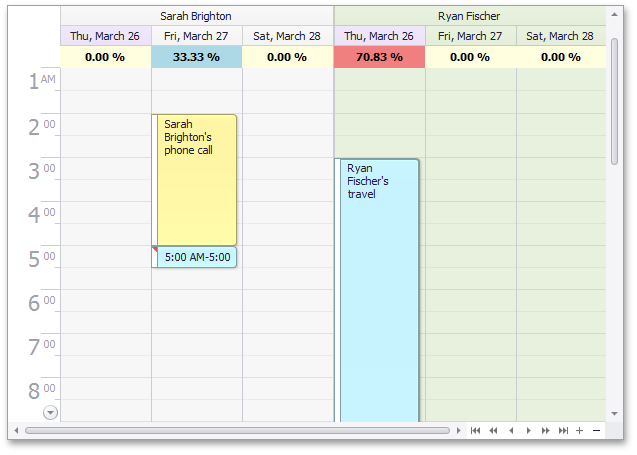 Sarah Brighton Ryan Fischer
Thu, March 26 Fri, March 27 Sat, March 28 Thu, March 26 Fri, March 27 Sat, March 28
0.00 % 33.33 % 0.00 % 70.83 % 0.00 % 0.00 %
1 AM
2 00
Sarah
Brighton's
phone call
3 00
Ryan
Fischer's
travel
4 00
5 00
5:00 AM-5:00
6 00
7 00
8 00